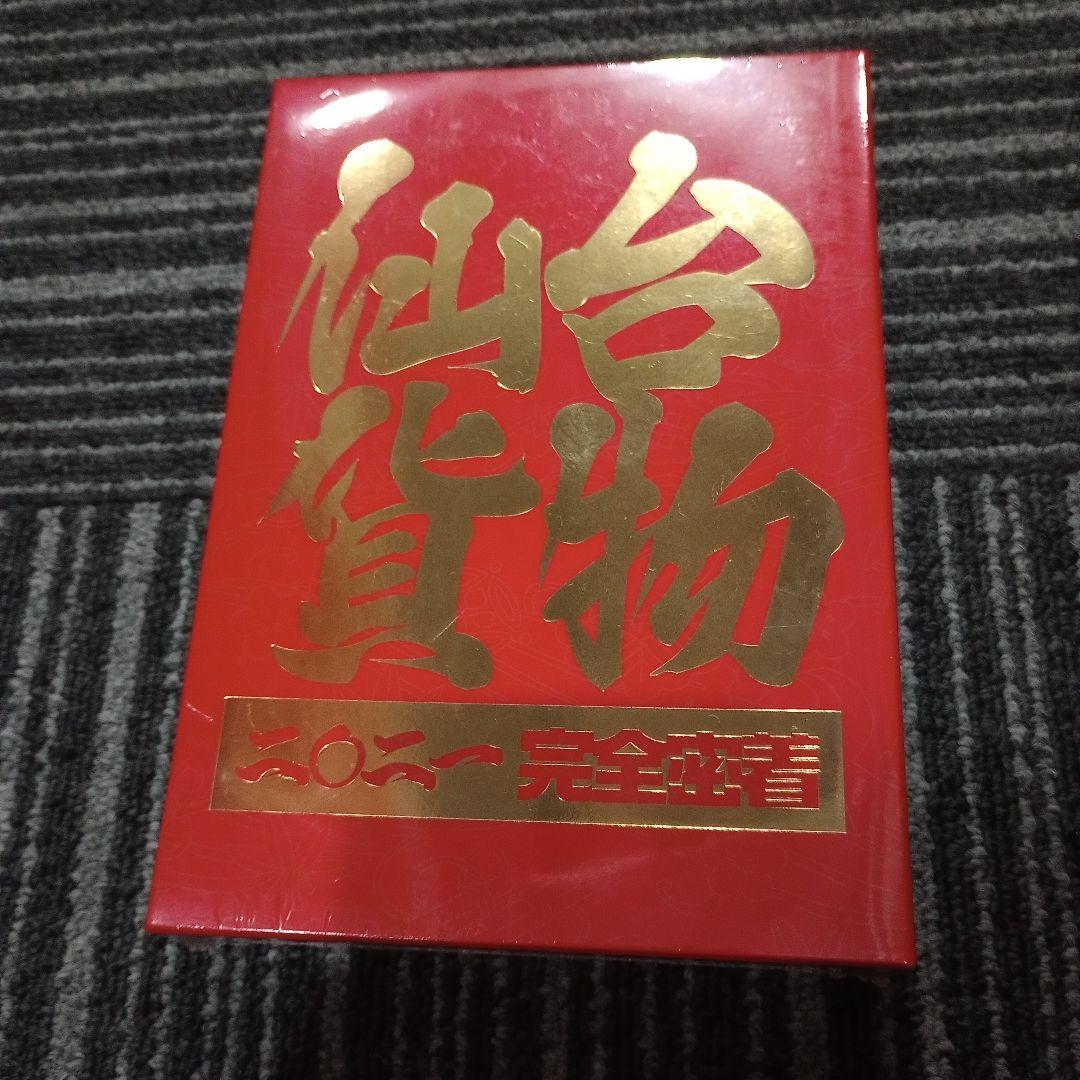 仙台
貨物
二〇二一 完全密着